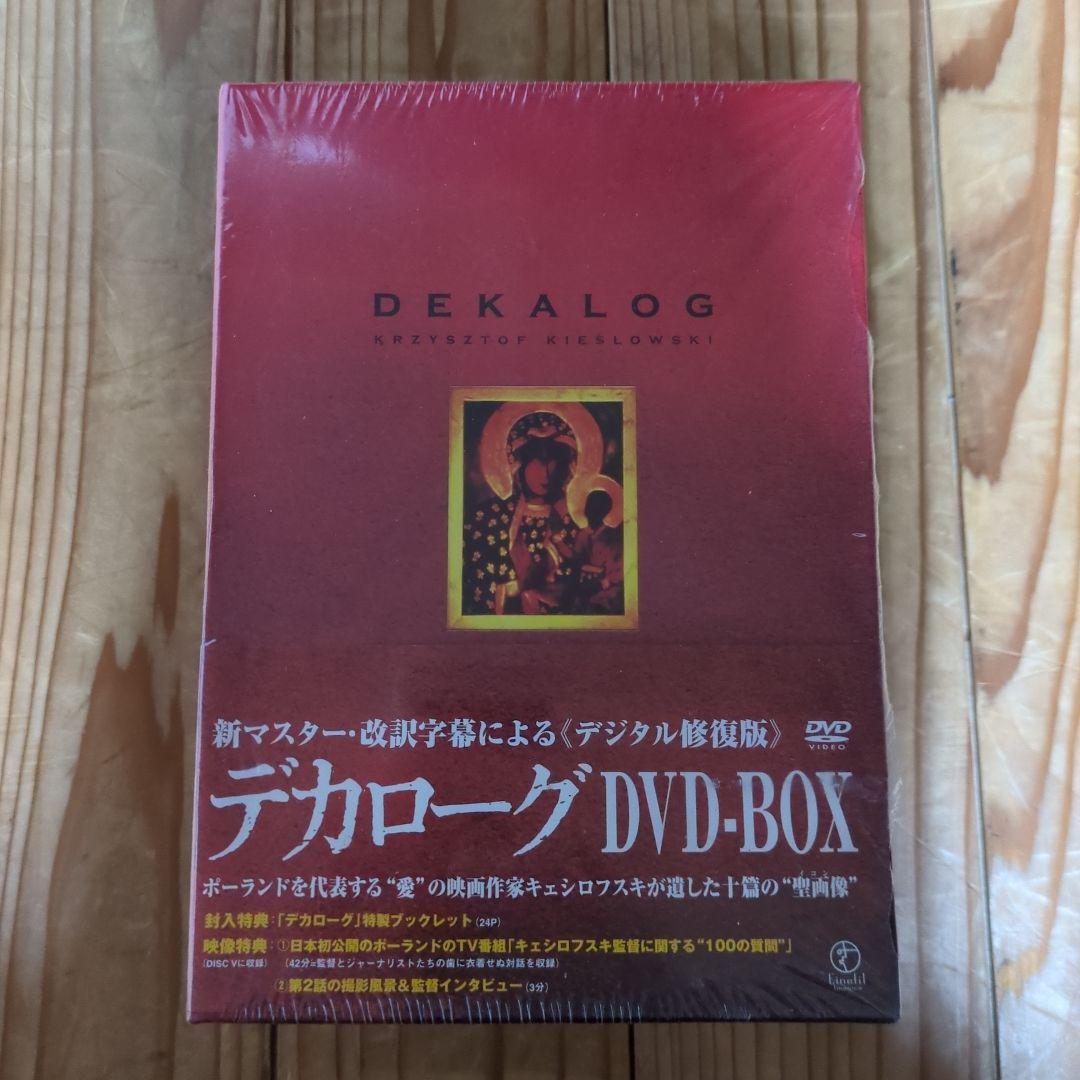 DEKALOG
KRZYSZTOF KIEŚLOWSKI
新マスター・改訳字幕による《デジタル修復版》 DVD VIDEO
デカローグ DVD-BOX
ポーランドを代表する“愛”の映画作家キェシロフスキが遺した十篇の“聖画像”
イコン
封入特典:「デカローグ」特製ブックレット(24P)
映像特典:①日本初公開のポーランドのTV番組「キェシロフスキ監督に関する“100の質問”」
(DISC Vに収録) (42分=監督とジャーナリストたちの歯に衣着せぬ対話を収録)
②第2話の撮影風景&監督インタビュー(3分)